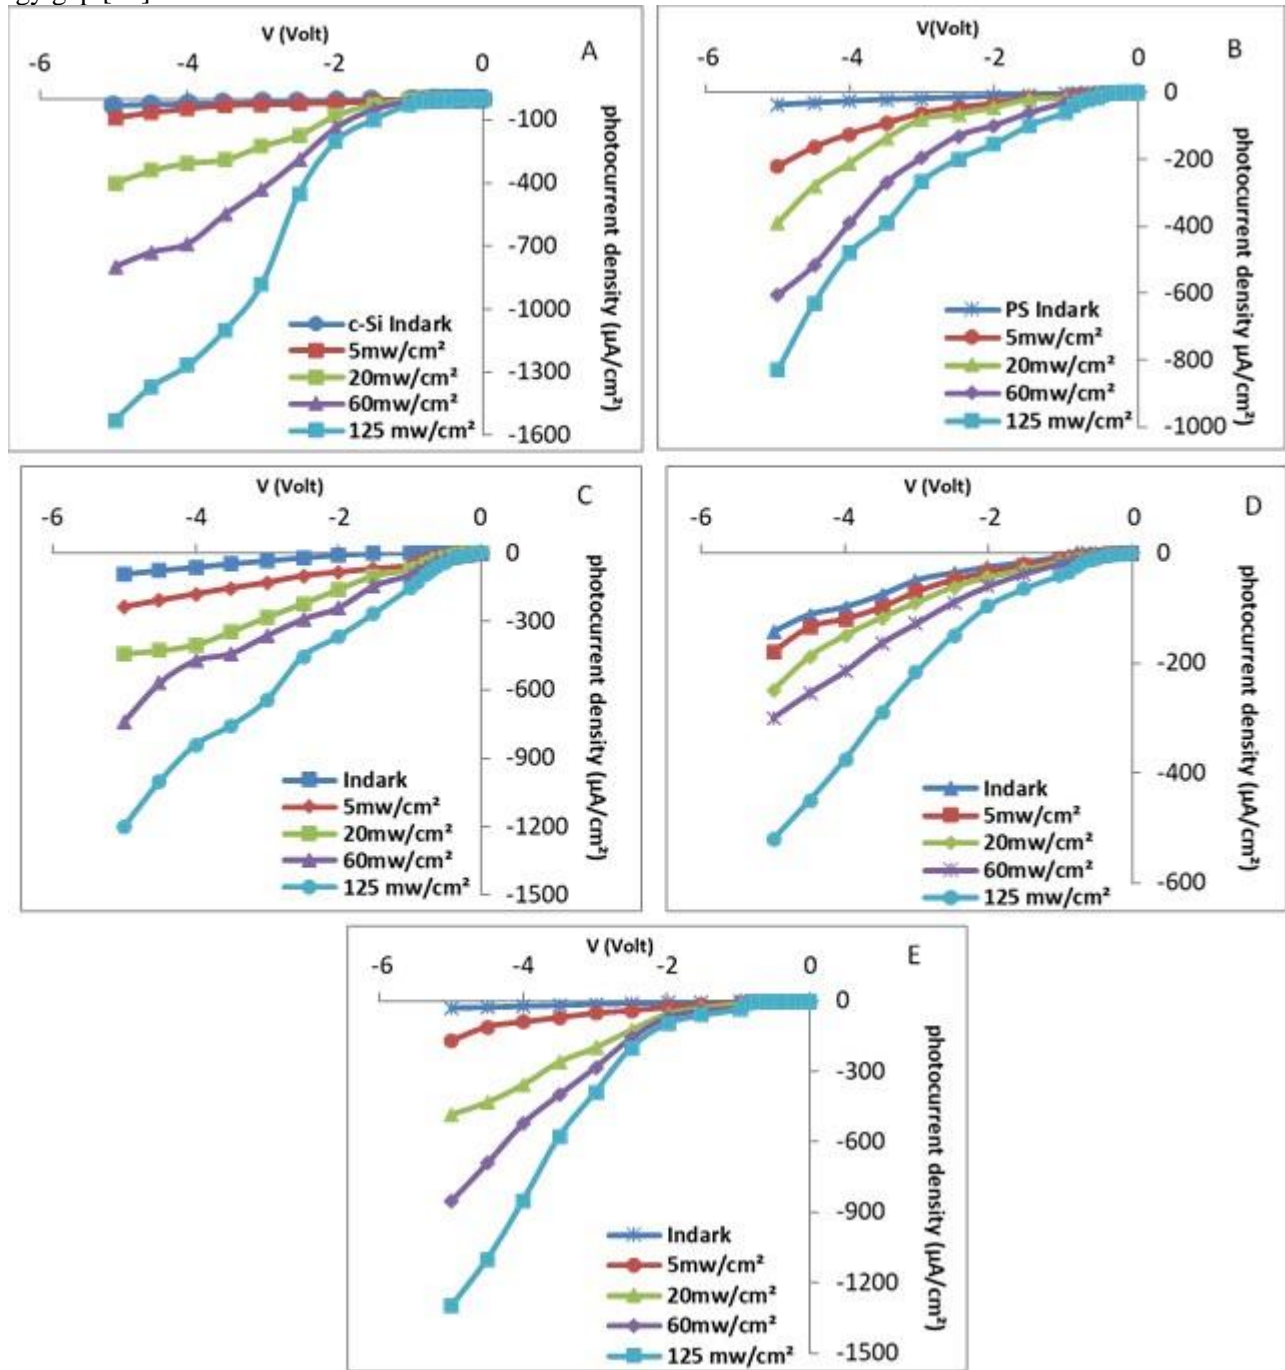 V (Volt)
A
-6 -4 -2 0
-100
-400
-700
-1000
-1300
-1600
photocurrent density (µA/cm²)
c-Si Indark
5mw/cm²
20mw/cm²
60mw/cm²
125 mw/cm²
V(Volt)
B
-6 -4 -2 0
0
-200
-400
-600
-800
-1000
photocurrent density µA/cm²)
PS Indark
5mw/cm²
20mw/cm²
60mw/cm²
125 mw/cm²
V (Volt)
C
-6 -4 -2 0
0
-300
-600
-900
-1200
-1500
photocurrent density (µA/cm²)
Indark
5mw/cm²
20mw/cm²
60mw/cm²
125 mw/cm²
V (Volt)
D
-6 -4 -2 0
0
-200
-400
-600
photocurrent density (µA/cm²)
Indark
5mw/cm²
20mw/cm²
60mw/cm²
125 mw/cm²
V (Volt)
E
-6 -4 -2 0
0
-300
-600
-900
-1200
-1500
photocurrent density (µA/cm²)
Indark
5mw/cm²
20mw/cm²
60mw/cm²
125 mw/cm²